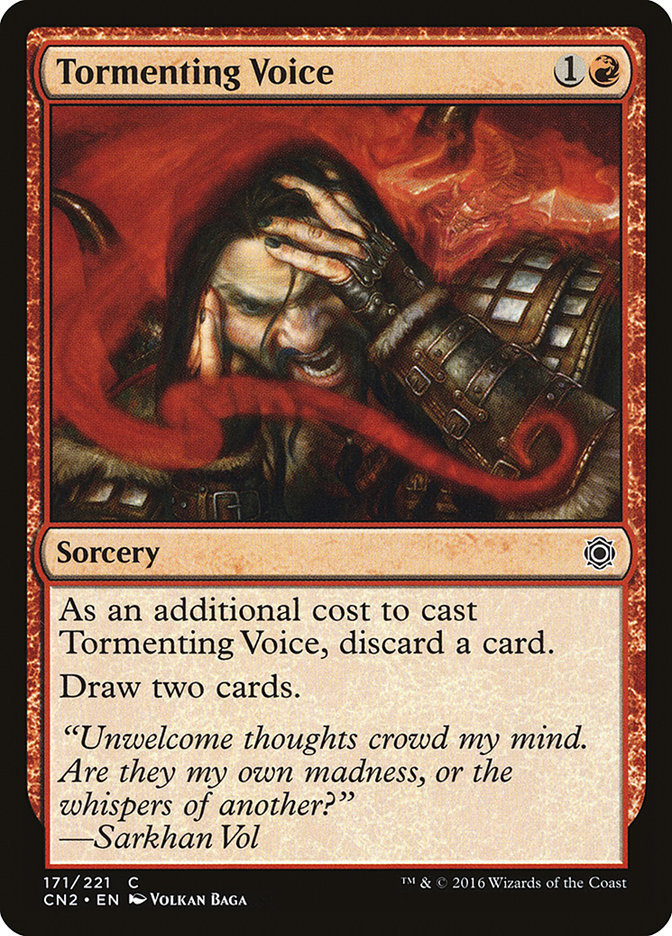 Tormenting Voice 1
Sorcery
As an additional cost to cast
Tormenting Voice, discard a card.
Draw two cards.
“Unwelcome thoughts crowd my mind.
Are they my own madness, or the
whispers of another?”
—Sarkhan Vol
171/221 C
CN2 • EN Volkan Baga
™ & © 2016 Wizards of the Coast